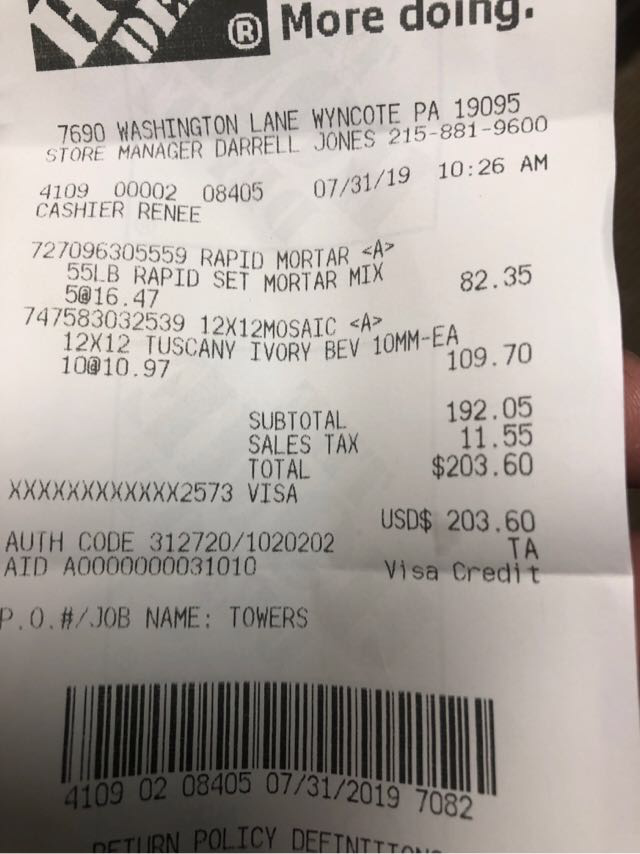 DE
® More doing.
7690 WASHINGTON LANE WYNCOTE PA 19095
STORE MANAGER DARRELL JONES 215-881-9600
4109 00002 08405 07/31/19 10:26 AM
CASHIER RENEE
727096305559 RAPID MORTAR <A>
55LB RAPID SET MORTAR MIX
5@16.47 82.35
747583032539 12X12MOSAIC <A>
12X12 TUSCANY IVORY BEV 10MM-EA
10@10.97 109.70
SUBTOTAL 192.05
SALES TAX 11.55
TOTAL $203.60
XXXXXXXXXXXX2573 VISA
USD$ 203.60
AUTH CODE 312720/1020202 TA
AID A0000000031010 Visa Credit
P.O.#/JOB NAME: TOWERS
4109 02 08405 07/31/2019 7082
RETURN POLICY DEFINITIONS